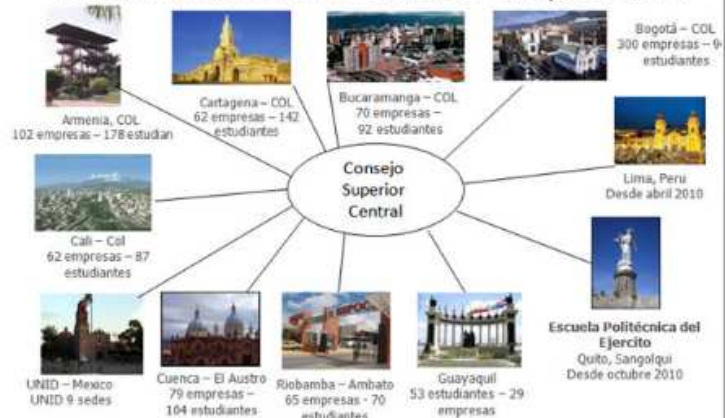 Armenia, COL
102 empresas – 178 estudian
Cartagena – COL
62 empresas – 142
estudiantes
Bucaramanga – COL
70 empresas –
92 estudiantes
Bogotá – COL
300 empresas –
estudiantes
Consejo
Superior
Central
Lima, Peru
Desde abril 2010
Cali – Col
62 empresas – 87
estudiantes
Escuela Politécnica del
Ejercito
Quito, Sangolqui
Desde octubre 2010
UNID – Mexico
UNID 9 sedes
Cuenca – El Austro
79 empresas –
104 estudiantes
Riobamba – Ambato
65 empresas – 70
estudiantes
Guayaquil
53 estudiantes – 29
empresas